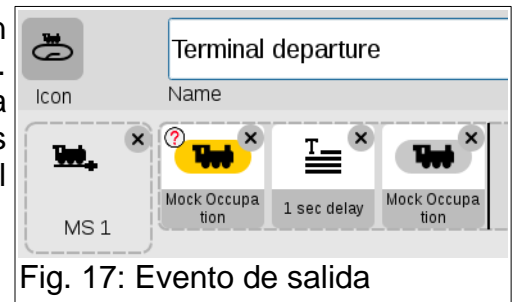 n
.
a
s
l
Terminal departure
Icon
Name
MS 1
?
Mock Occupa
tion
T
1 sec delay
Mock Occupa
tion
Fig. 17: Evento de salida